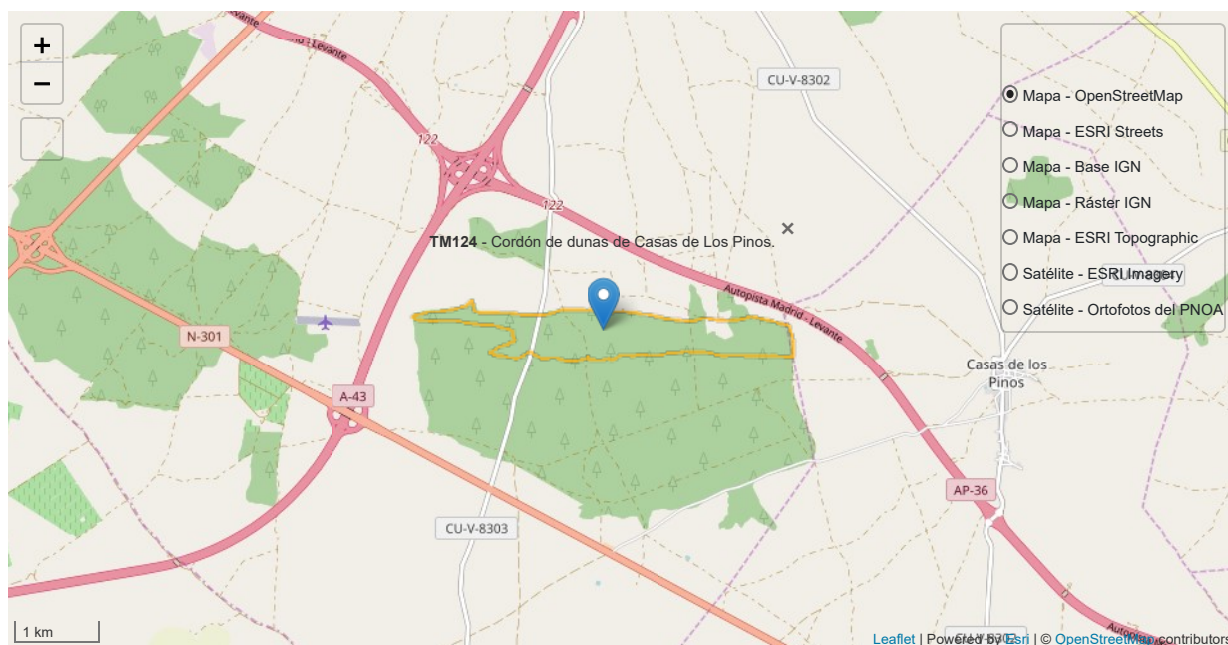 +
−
nd - Levante
CU-V-8302
122
122
TM124 - Cordón de dunas de Casas de Los Pinos.
×
Autopista Madrid - Levante
N-301
A-43
Casas de los
Pinos
AP-36
CU-V-8303
1 km
Mapa - OpenStreetMap
Mapa - ESRI Streets
Mapa - Base IGN
Mapa - Ráster IGN
Mapa - ESRI Topographic
Satélite - ESRI Imagery
Satélite - Ortofotos del PNOA
Leaflet | Powered by Esri | © OpenStreetMap contributors